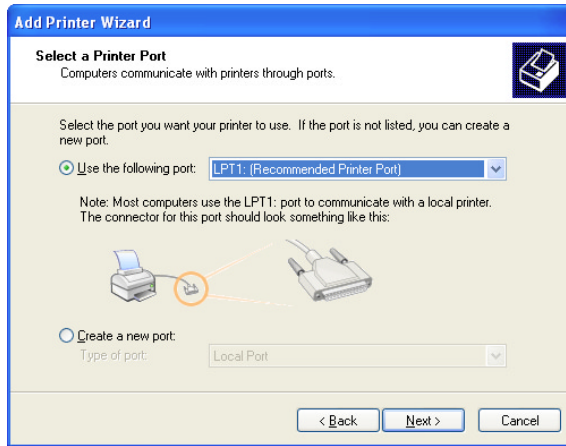 Add Printer Wizard
Select a Printer Port
Computers communicate with printers through ports.
Select the port you want your printer to use. If the port is not listed, you can create a
new port.
Use the following port: LPT1: (Recommended Printer Port)
Note: Most computers use the LPT1: port to communicate with a local printer.
The connector for this port should look something like this:
Create a new port:
Type of port: Local Port
< Back Next > Cancel